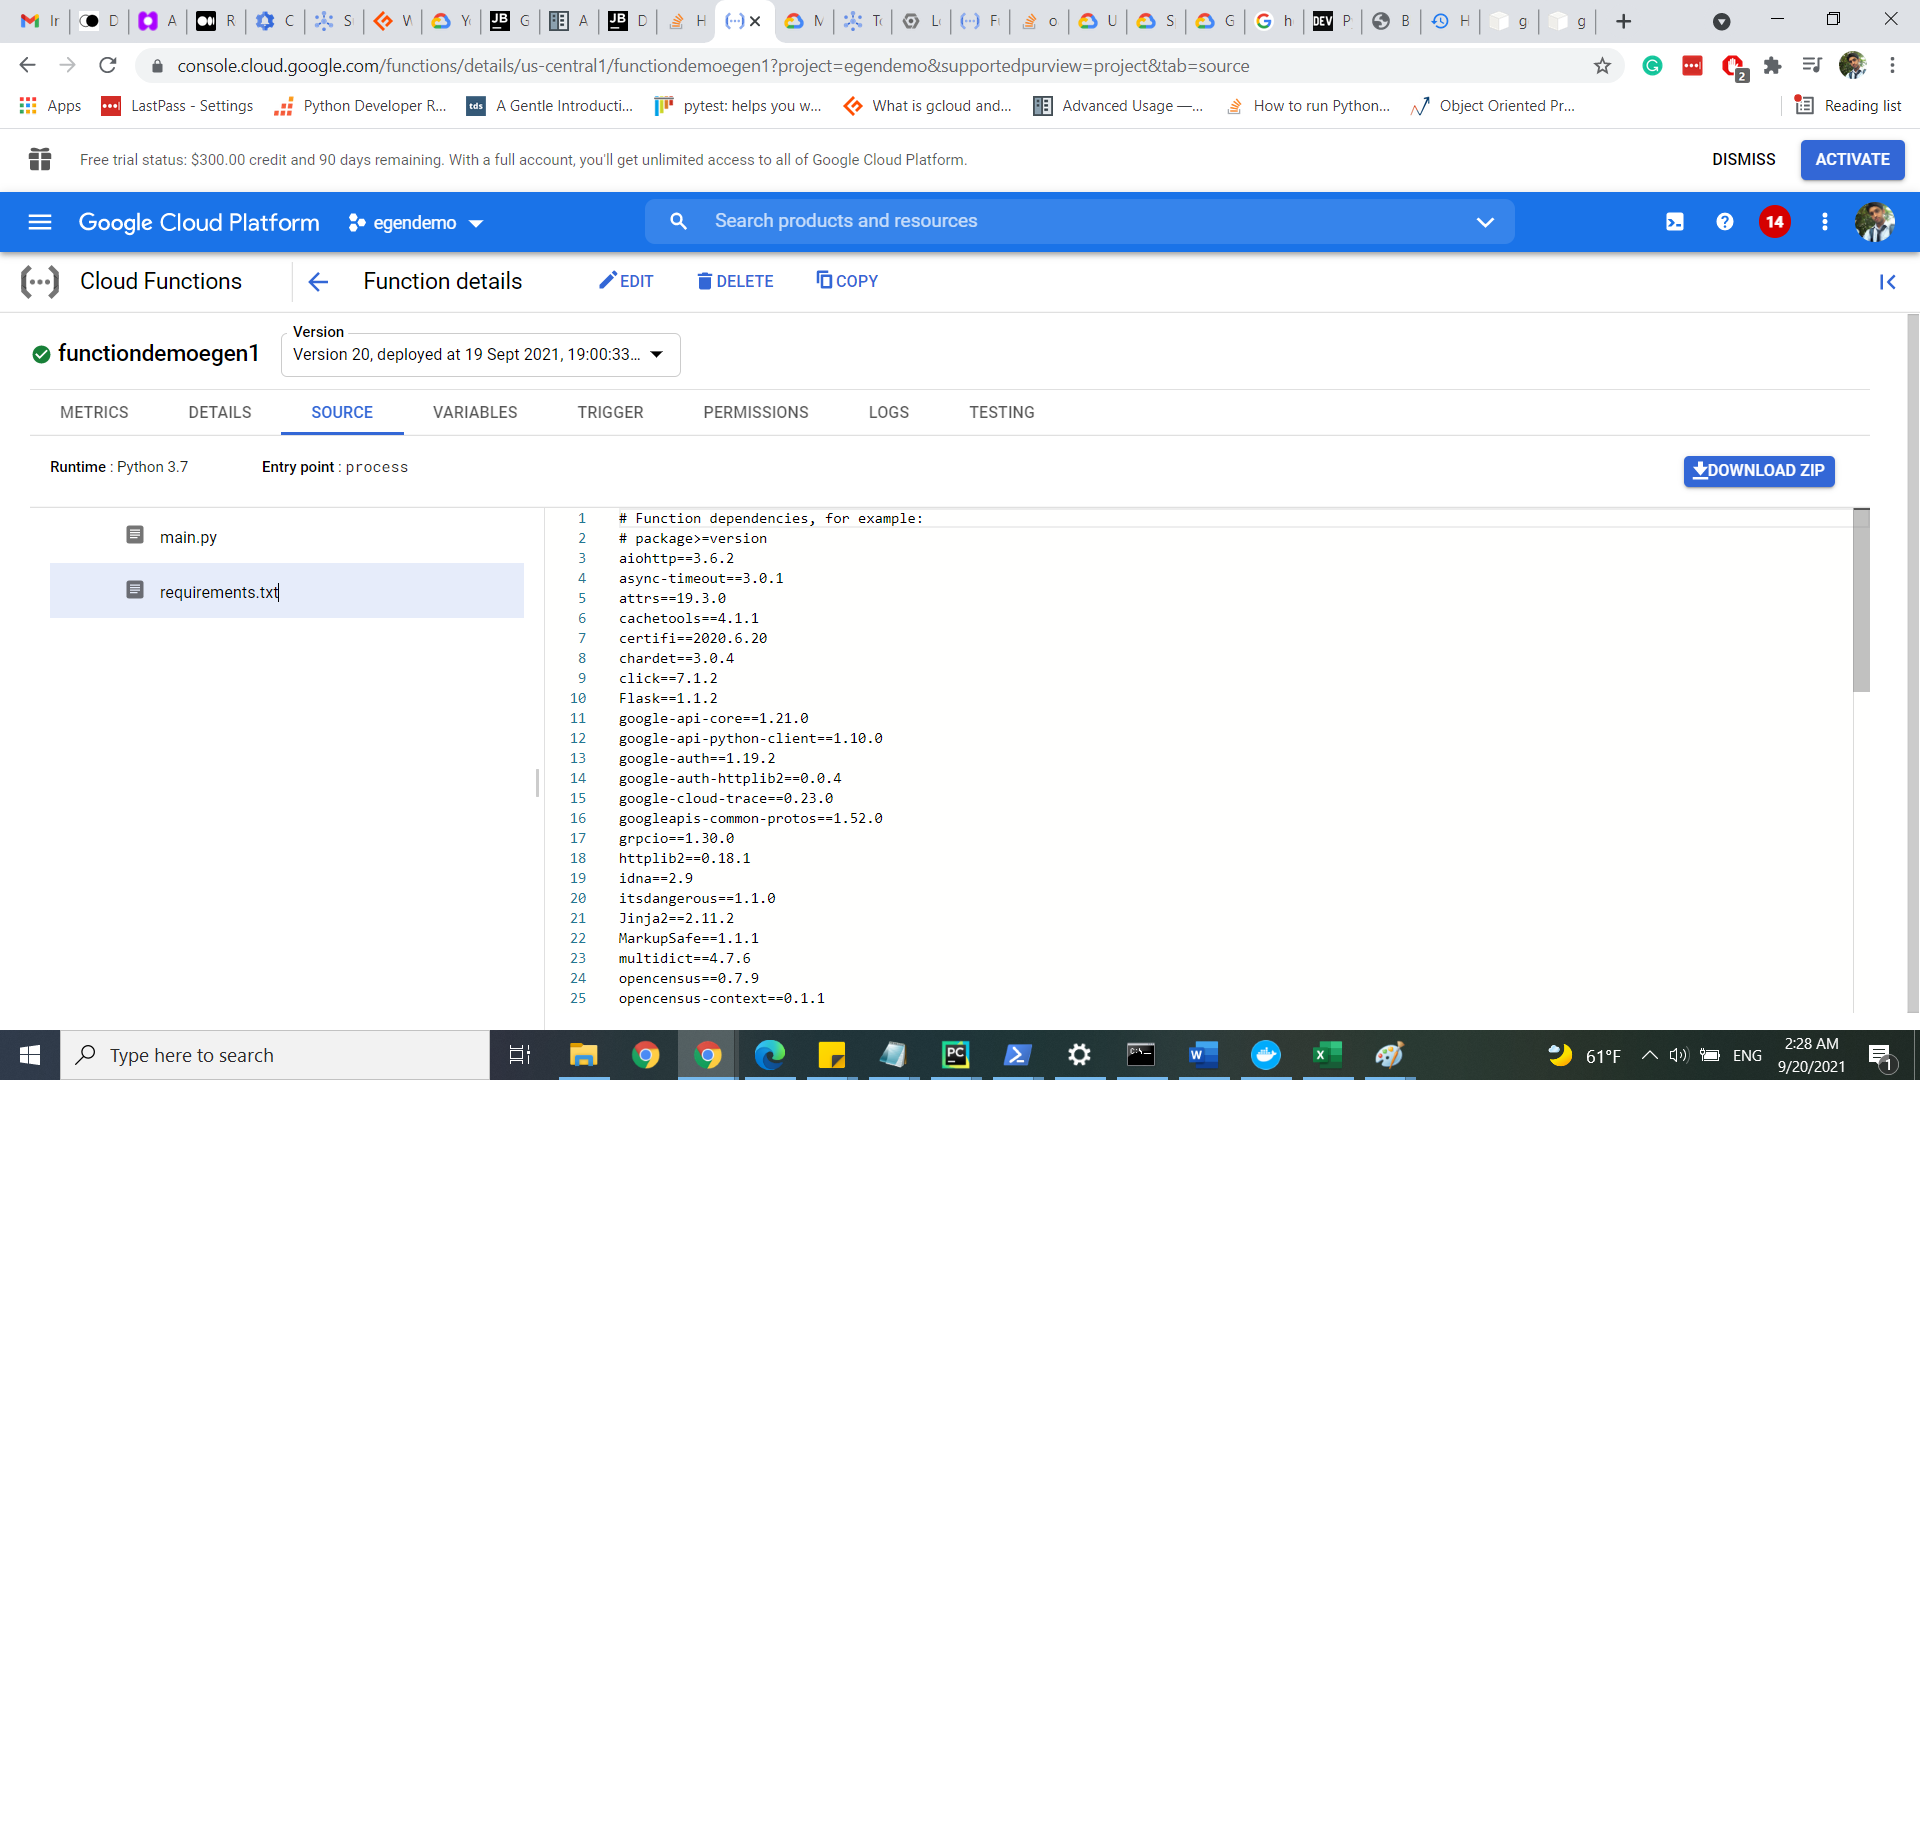 Ir D A R C S W Y G A D H M T L F o U S G h P B H g g
console.cloud.google.com/functions/details/us-central1/functiondemoegen1?project=egendemo&supportedpurview=project&tab=source 2
Apps LastPass - Settings Python Developer R... tds A Gentle Introducti... pytest: helps you w... What is gcloud and... Advanced Usage —... How to run Python... Object Oriented Pr... Reading list
Free trial status: $300.00 credit and 90 days remaining. With a full account, you'll get unlimited access to all of Google Cloud Platform. DISMISS ACTIVATE
Google Cloud Platform egendemo Search products and resources 14
Cloud Functions Function details EDIT DELETE COPY
functiondemoegen1 Version
Version 20, deployed at 19 Sept 2021, 19:00:33...
METRICS DETAILS SOURCE VARIABLES TRIGGER PERMISSIONS LOGS TESTING
Runtime : Python 3.7 Entry point : process DOWNLOAD ZIP
main.py
requirements.txt
1 # Function dependencies, for example:
2 # package>=version
3 aiohttp==3.6.2
4 async-timeout==3.0.1
5 attrs==19.3.0
6 cachetools==4.1.1
7 certifi==2020.6.20
8 chardet==3.0.4
9 click==7.1.2
10 Flask==1.1.2
11 google-api-core==1.21.0
12 google-api-python-client==1.10.0
13 google-auth==1.19.2
14 google-auth-httplib2==0.0.4
15 google-cloud-trace==0.23.0
16 googleapis-common-protos==1.52.0
17 grpcio==1.30.0
18 httplib2==0.18.1
19 idna==2.9
20 itsdangerous==1.1.0
21 Jinja2==2.11.2
22 MarkupSafe==1.1.1
23 multidict==4.7.6
24 opencensus==0.7.9
25 opencensus-context==0.1.1
Type here to search 61°F ENG 2:28 AM
9/20/2021 1